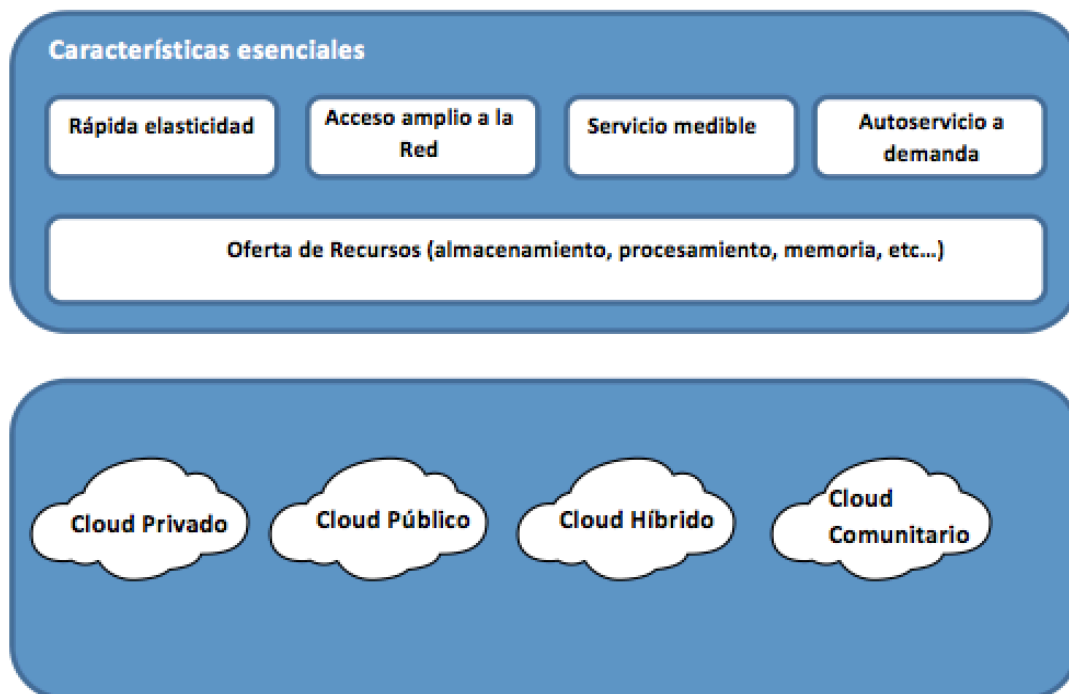 Características esenciales
Rápida elasticidad
Acceso amplio a la
Red
Servicio medible
Autoservicio a
demanda
Oferta de Recursos (almacenamiento, procesamiento, memoria, etc...)
Cloud Privado
Cloud Público
Cloud Híbrido
Cloud
Comunitario